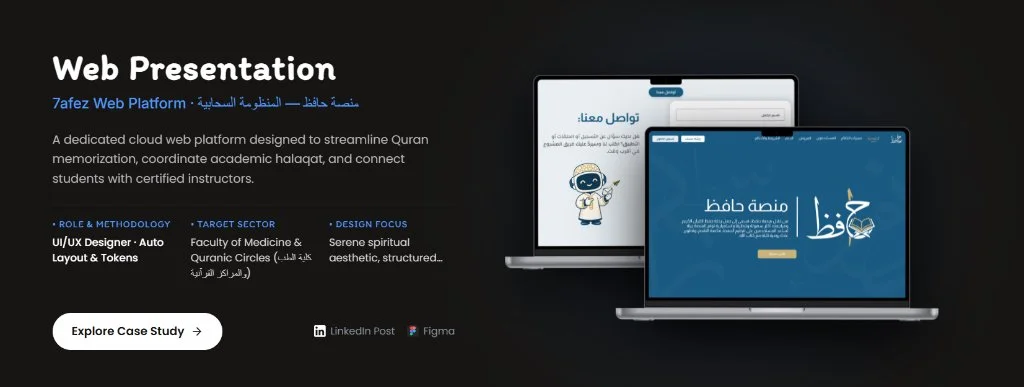 Web Presentation
7afez Web Platform · منصة حافظ — المنظومة السحابية
A dedicated cloud web platform designed to streamline Quran
memorization, coordinate academic halaqat, and connect
students with certified instructors.
• ROLE & METHODOLOGY
UI/UX Designer · Auto
Layout & Tokens
• TARGET SECTOR
Faculty of Medicine &
Quranic Circles (كلية الطب
والمراكز القرآنية)
• DESIGN FOCUS
Serene spiritual
aesthetic, structured…
Explore Case Study →
LinkedIn Post
Figma
تواصل معنا
تواصل معنا:
منصة حافظ
حافظ